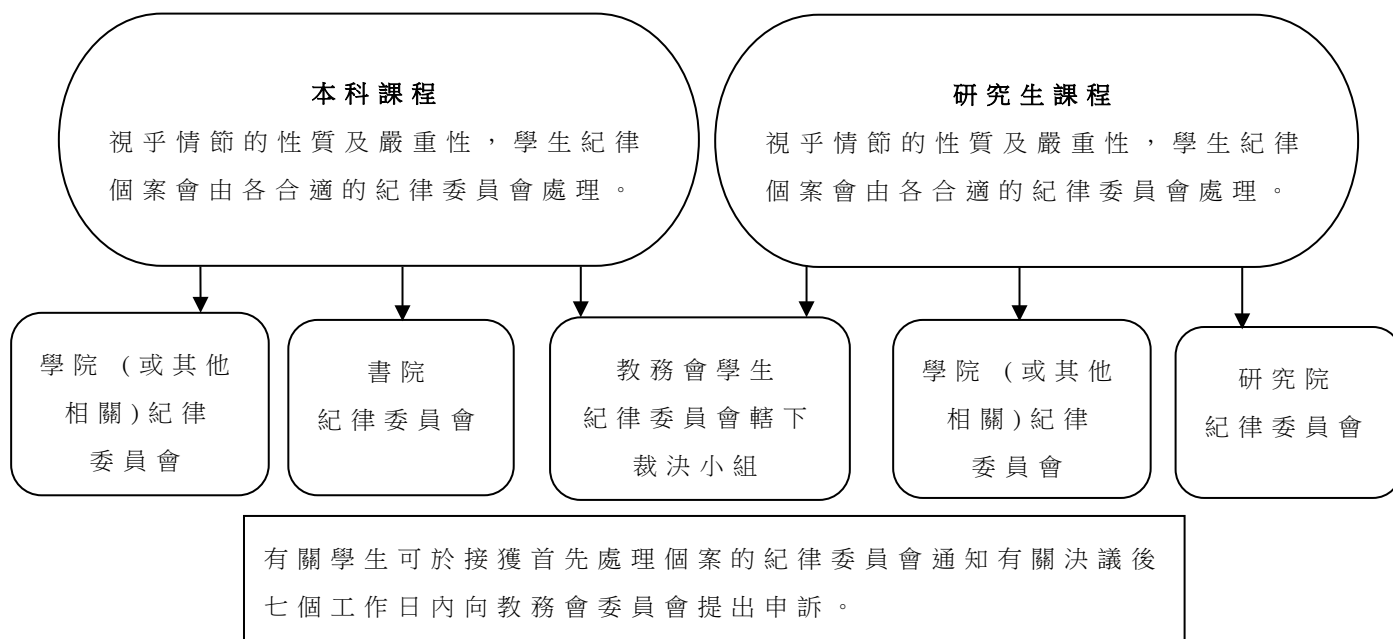 本科課程
視乎情節的性質及嚴重性，學生紀律
個案會由各合適的紀律委員會處理。
研究生課程
視乎情節的性質及嚴重性，學生紀律
個案會由各合適的紀律委員會處理。
學院 (或其他
相關)紀律
委員會
書院
紀律委員會
教務會學生
紀律委員會轄下
裁決小組
學院 (或其他
相關)紀律
委員會
研究院
紀律委員會
有關學生可於接獲首先處理個案的紀律委員會通知有關決議後
七個工作日內向教務會委員會提出申訴。